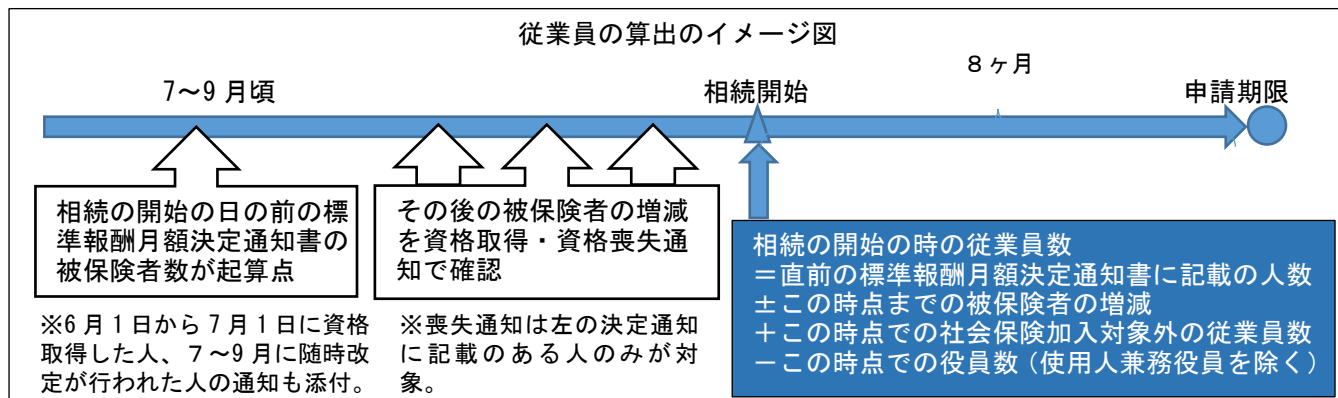 従業員の算出のイメージ図
8ヶ月
7～9月頃
相続開始
申請期限
相続の開始の日の前の標
準報酬月額決定通知書の
被保険者数が起算点
その後の被保険者の増減
を資格取得・資格喪失通
知で確認
相続の開始の時の従業員数
＝直前の標準報酬月額決定通知書に記載の人数
±この時点までの被保険者の増減
＋この時点での社会保険加入対象外の従業員数
－この時点での役員数（使用人兼務役員を除く）
※6月1日から7月1日に資格
取得した人、7～9月に随時改
定が行われた人の通知も添付。
※喪失通知は左の決定通知
に記載のある人のみが対
象。